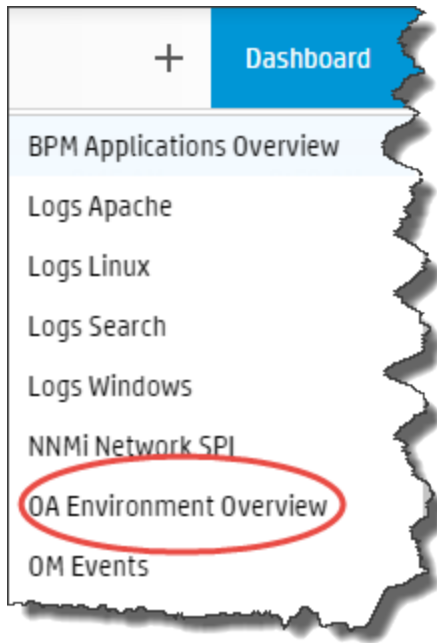 + Dashboard
BPM Applications Overview
Logs Apache
Logs Linux
Logs Search
Logs Windows
NNMi Network SPI
OA Environment Overview
OM Events